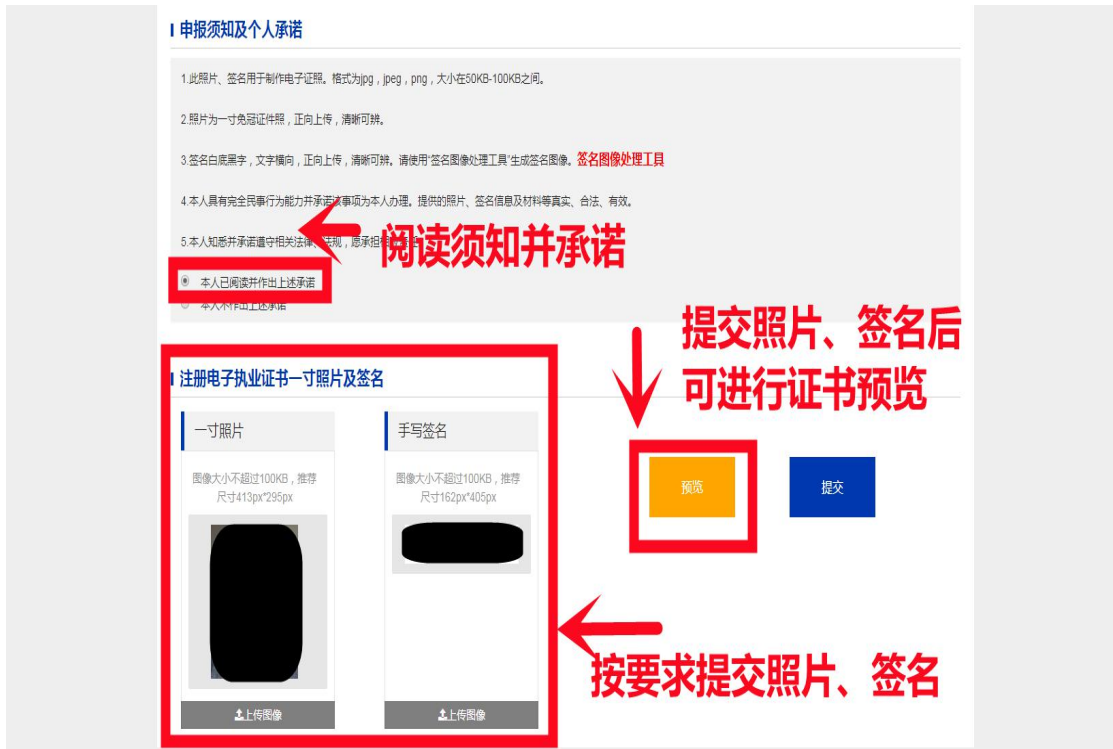 申报须知及个人承诺
1.此照片、签名用于制作电子证照。格式为jpg，jpeg，png，大小在50KB-100KB之间。
2.照片为一寸免冠证件照，正向上传，清晰可辨。
3.签名白底黑字，文字横向，正向上传，清晰可辨。请使用“签名图像处理工具”生成签名图像。签名图像处理工具
4.本人具有完全民事行为能力并承诺该事项为本人办理。提供的照片、签名信息及材料等真实、合法、有效。
5.本人知悉并承诺遵守相关法律、法规，愿承担相
阅读须知并承诺
本人已阅读并作出上述承诺
本人不作出上述承诺
提交照片、签名后
可进行证书预览
注册电子执业证书一寸照片及签名
一寸照片
手写签名
图像大小不超过100KB，推荐
尺寸413px*295px
图像大小不超过100KB，推荐
尺寸162px*405px
预览
提交
按要求提交照片、签名
上传图像
上传图像